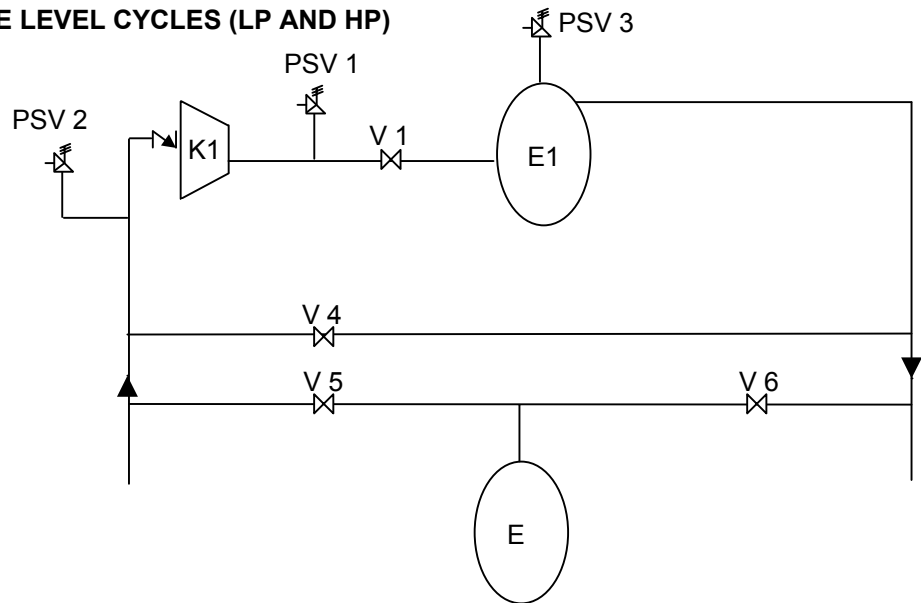 E LEVEL CYCLES (LP AND HP)
PSV 3
PSV 1
PSV 2
V 1
K1
E1
V 4
V 5
V 6
E